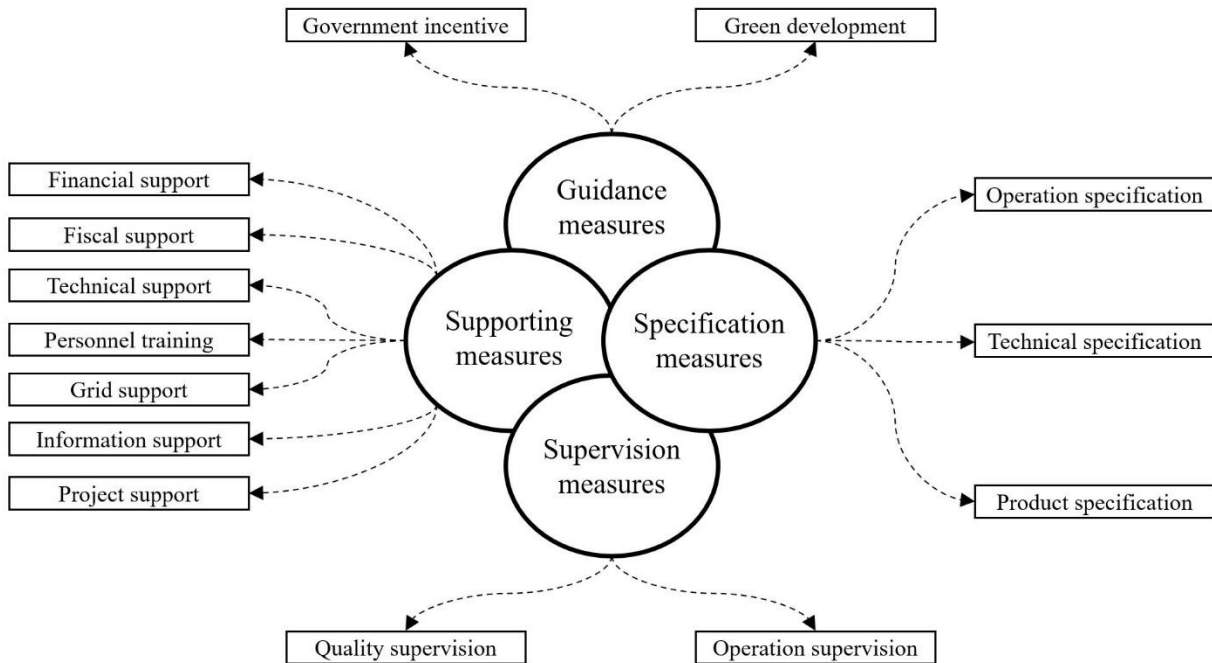 Government incentive
Green development
Financial support
Fiscal support
Technical support
Personnel training
Grid support
Information support
Project support
Guidance
measures
Supporting
measures
Specification
measures
Supervision
measures
Operation specification
Technical specification
Product specification
Quality supervision
Operation supervision